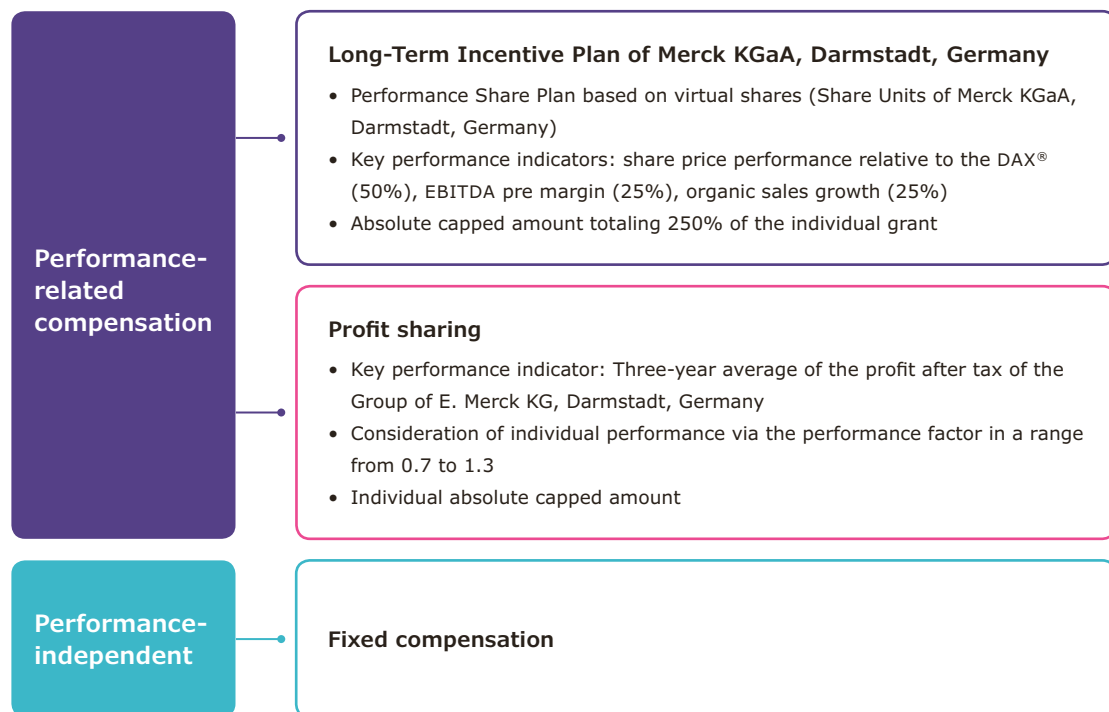 Performance-
related
compensation
Long-Term Incentive Plan of Merck KGaA, Darmstadt, Germany
• Performance Share Plan based on virtual shares (Share Units of Merck KGaA,
Darmstadt, Germany)
• Key performance indicators: share price performance relative to the DAX®
(50%), EBITDA pre margin (25%), organic sales growth (25%)
• Absolute capped amount totaling 250% of the individual grant
Profit sharing
• Key performance indicator: Three-year average of the profit after tax of the
Group of E. Merck KG, Darmstadt, Germany
• Consideration of individual performance via the performance factor in a range
from 0.7 to 1.3
• Individual absolute capped amount
Performance-
independent
Fixed compensation